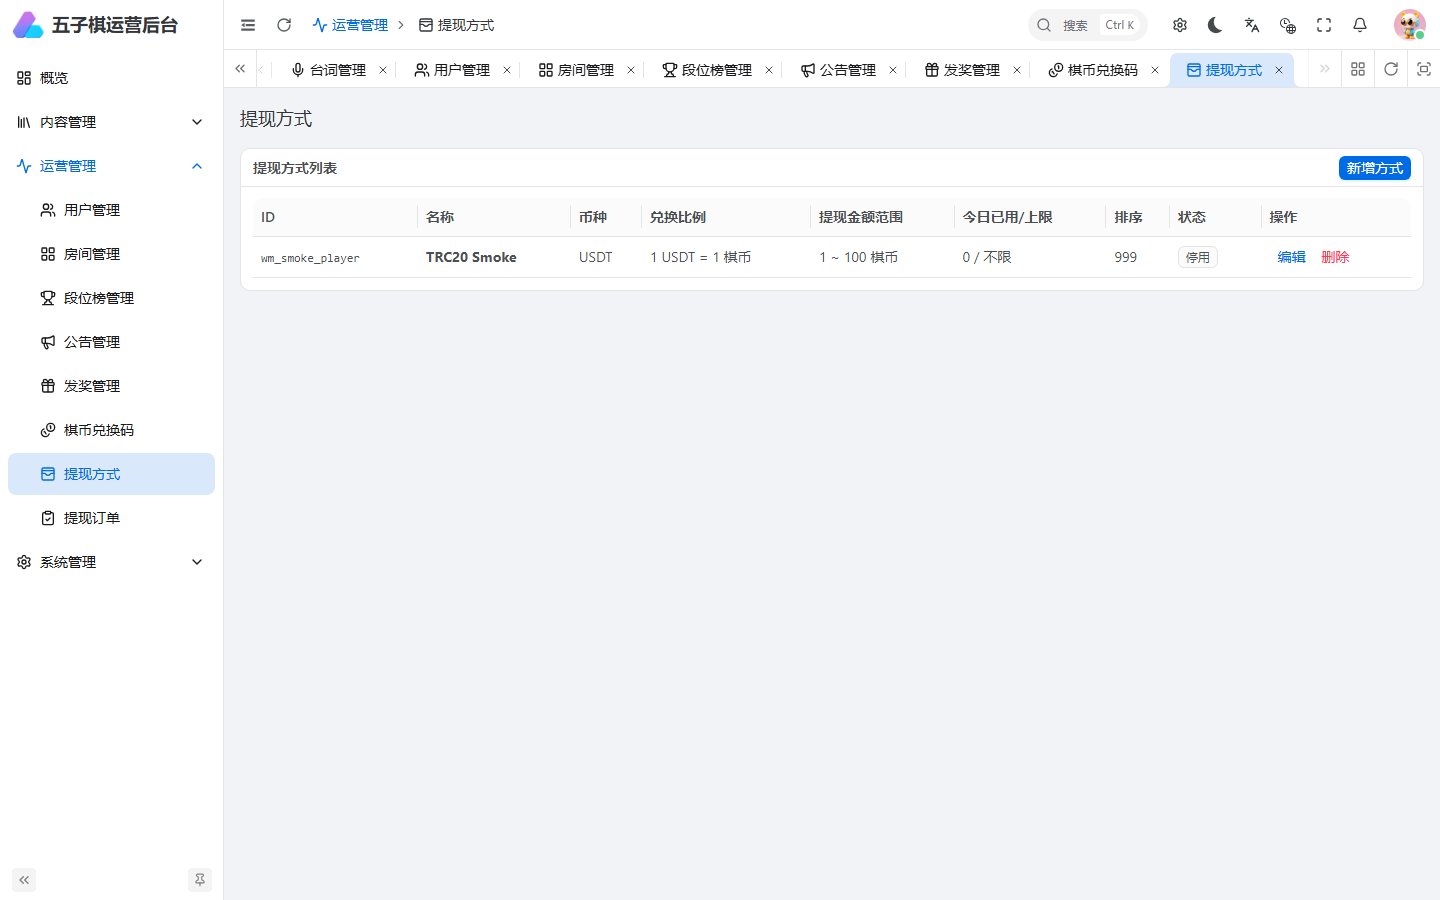 五子棋运营后台
运营管理 提现方式
搜索 Ctrl K
概览
内容管理
运营管理
用户管理
房间管理
段位榜管理
公告管理
发奖管理
棋币兑换码
提现方式
提现订单
系统管理
台词管理 用户管理 房间管理 段位榜管理 公告管理 发奖管理 棋币兑换码 提现方式
提现方式
提现方式列表 新增方式
ID 名称 币种 兑换比例 提现金额范围 今日已用/上限 排序 状态 操作
wm_smoke_player TRC20 Smoke USDT 1 USDT = 1 棋币 1 ~ 100 棋币 0 / 不限 999 停用 编辑 删除